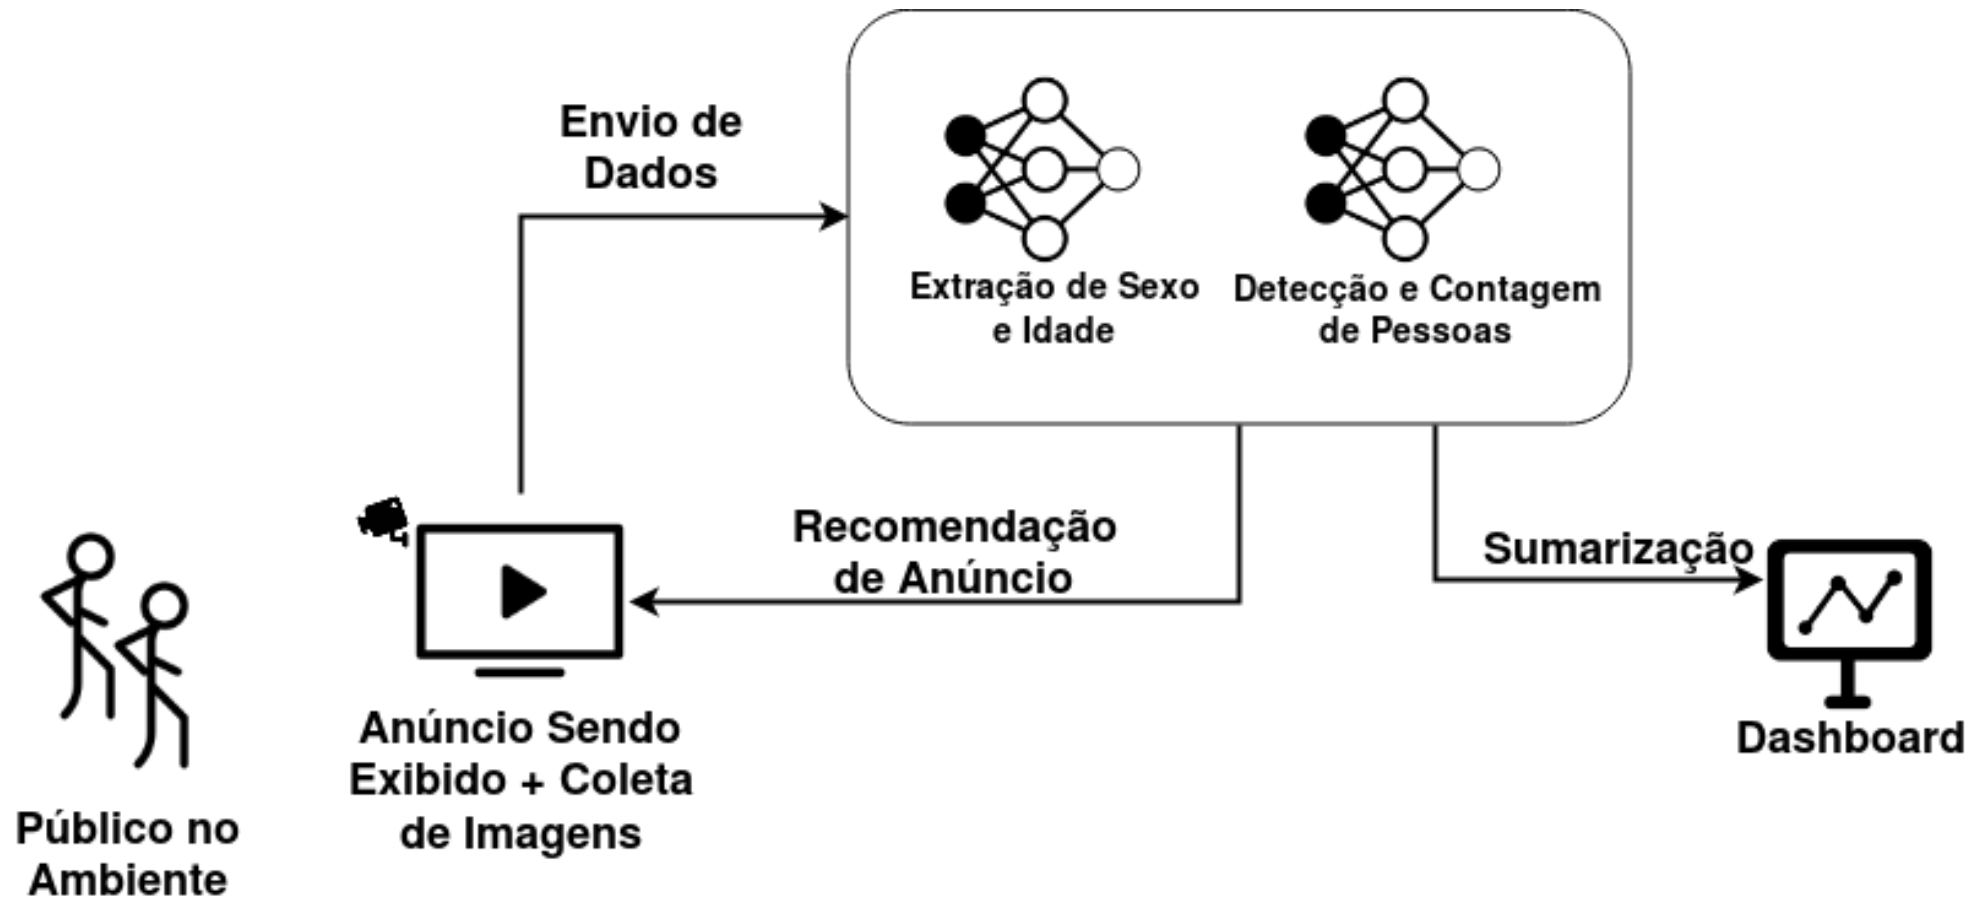 Envio de
Dados
Extração de Sexo
e Idade
Detecção e Contagem
de Pessoas
Recomendação
de Anúncio
Sumarização
Anúncio Sendo
Exibido + Coleta
de Imagens
Dashboard
Público no
Ambiente